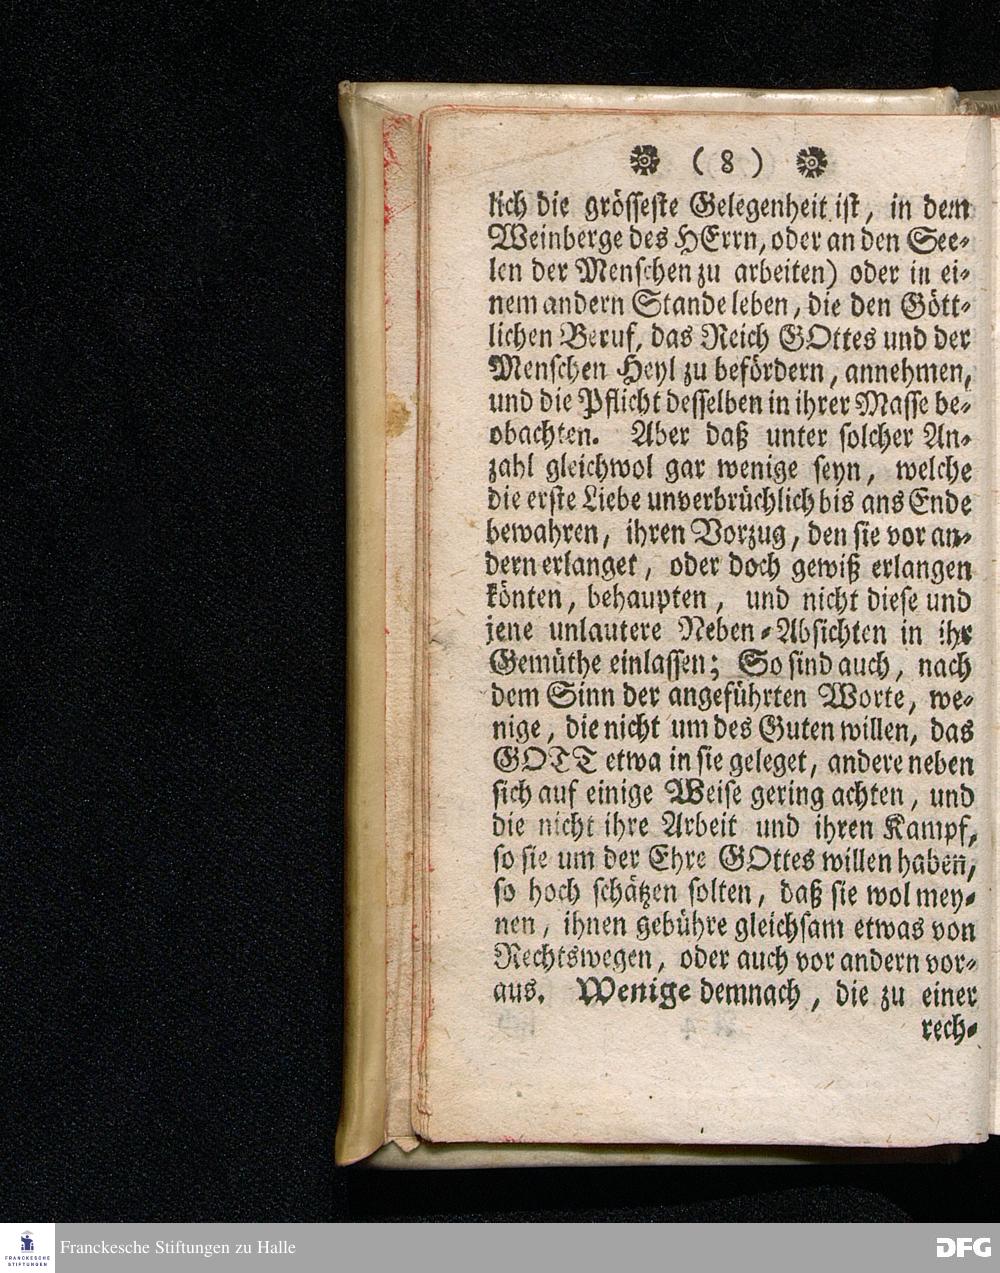 ❁ ( 8 ) ❁
lich die grösseste Gelegenheit ist, in dem
Weinberge des HErrn, oder an den See-
len der Menschen zu arbeiten) oder in ei-
nem andern Stande leben, die den Gött-
lichen Beruf, das Reich GOttes und der
Menschen Heyl zu befördern, annehmen,
und die Pflicht desselben in ihrer Masse be-
obachten. Aber daß unter solcher An-
zahl gleichwol gar wenige seyn, welche
die erste Liebe unverbrüchlich bis ans Ende
bewahren, ihren Vorzug, den sie vor an-
dern erlanget, oder doch gewiß erlangen
könten, behaupten, und nicht diese und
jene unlautere Neben-Absichten in ihr
Gemüthe einlassen; So sind auch, nach
dem Sinn der angeführten Worte, we-
nige, die nicht um des Guten willen, das
GOTT etwa in sie geleget, andere neben
sich auf einige Weise gering achten, und
die nicht ihre Arbeit und ihren Kampf,
so sie um der Ehre GOttes willen haben,
so hoch schätzen solten, daß sie wol mey-
nen, ihnen gebühre gleichsam etwas von
Rechtswegen, oder auch vor andern vor-
aus. Wenige demnach, die zu einer
rech-
FRANCKESCHE
STIFTUNGEN
Franckesche Stiftungen zu Halle
DFG